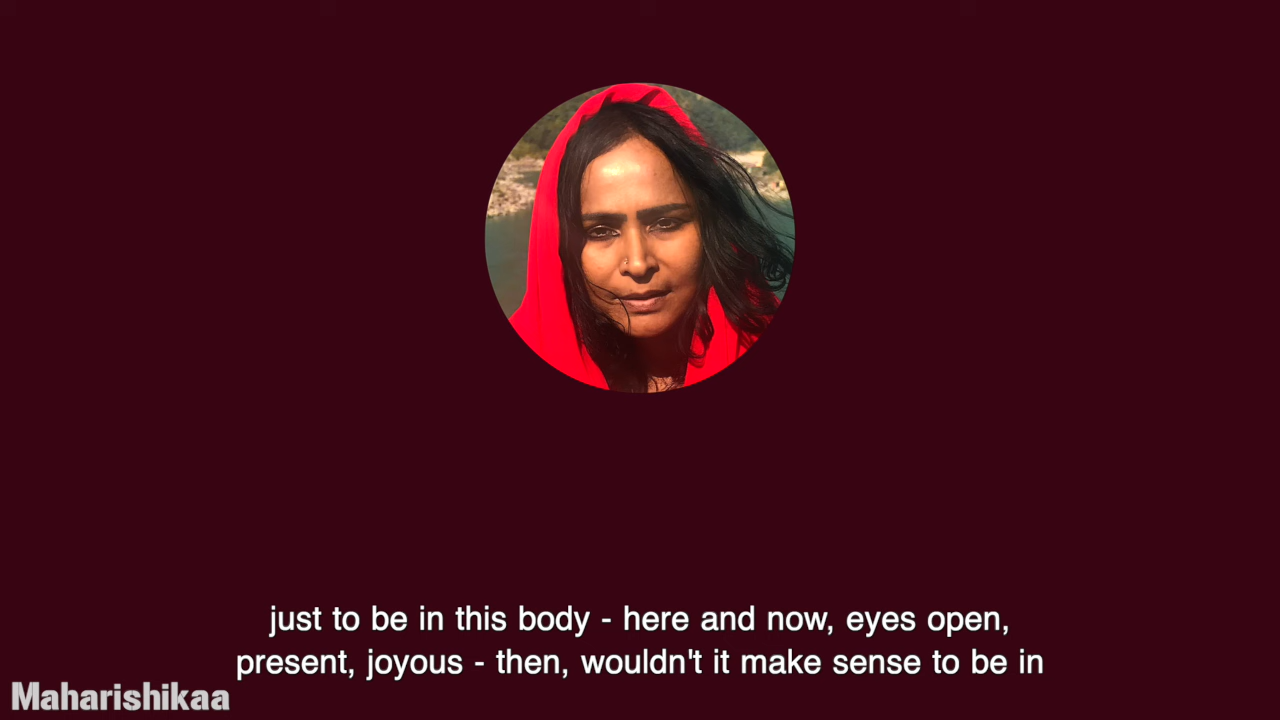 just to be in this body - here and now, eyes open,
present, joyous - then, wouldn't it make sense to be in
Maharishikaa